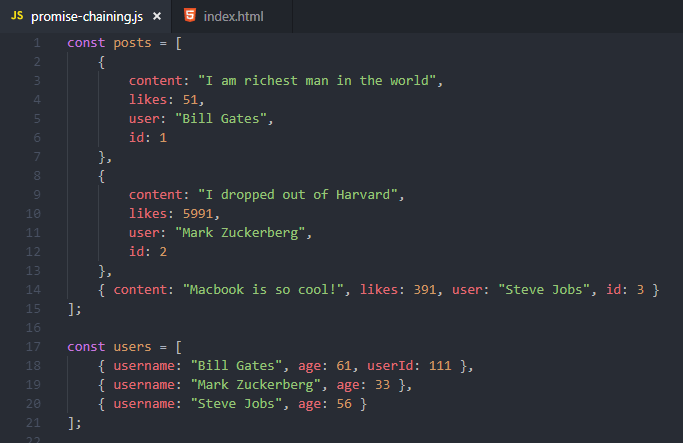 JS promise-chaining.js × index.html
1 const posts = [
2 {
3 content: "I am richest man in the world",
4 likes: 51,
5 user: "Bill Gates",
6 id: 1
7 },
8 {
9 content: "I dropped out of Harvard",
10 likes: 5991,
11 user: "Mark Zuckerberg",
12 id: 2
13 },
14 { content: "Macbook is so cool!", likes: 391, user: "Steve Jobs", id: 3 }
15 ];
16
17 const users = [
18 { username: "Bill Gates", age: 61, userId: 111 },
19 { username: "Mark Zuckerberg", age: 33 },
20 { username: "Steve Jobs", age: 56 }
21 ];
22